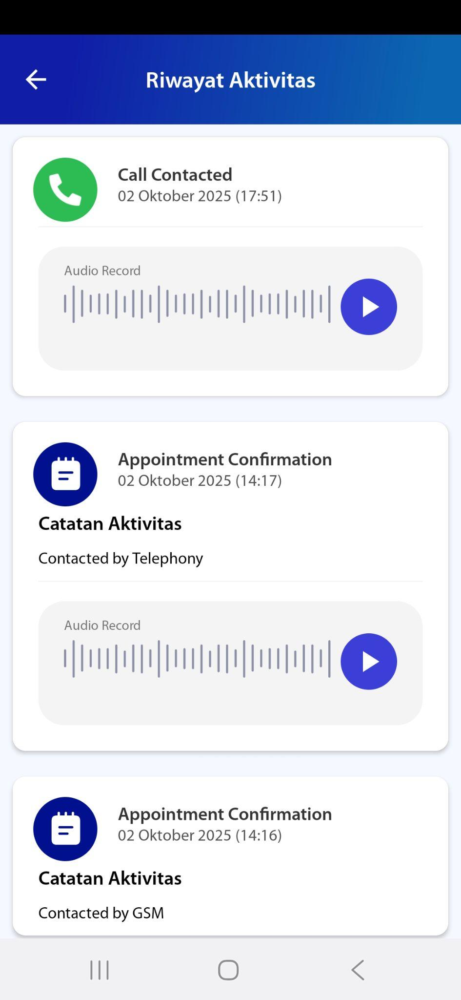 Riwayat Aktivitas
Call Contacted
02 Oktober 2025 (17:51)
Audio Record
Appointment Confirmation
02 Oktober 2025 (14:17)
Catatan Aktivitas
Contacted by Telephony
Audio Record
Appointment Confirmation
02 Oktober 2025 (14:16)
Catatan Aktivitas
Contacted by GSM